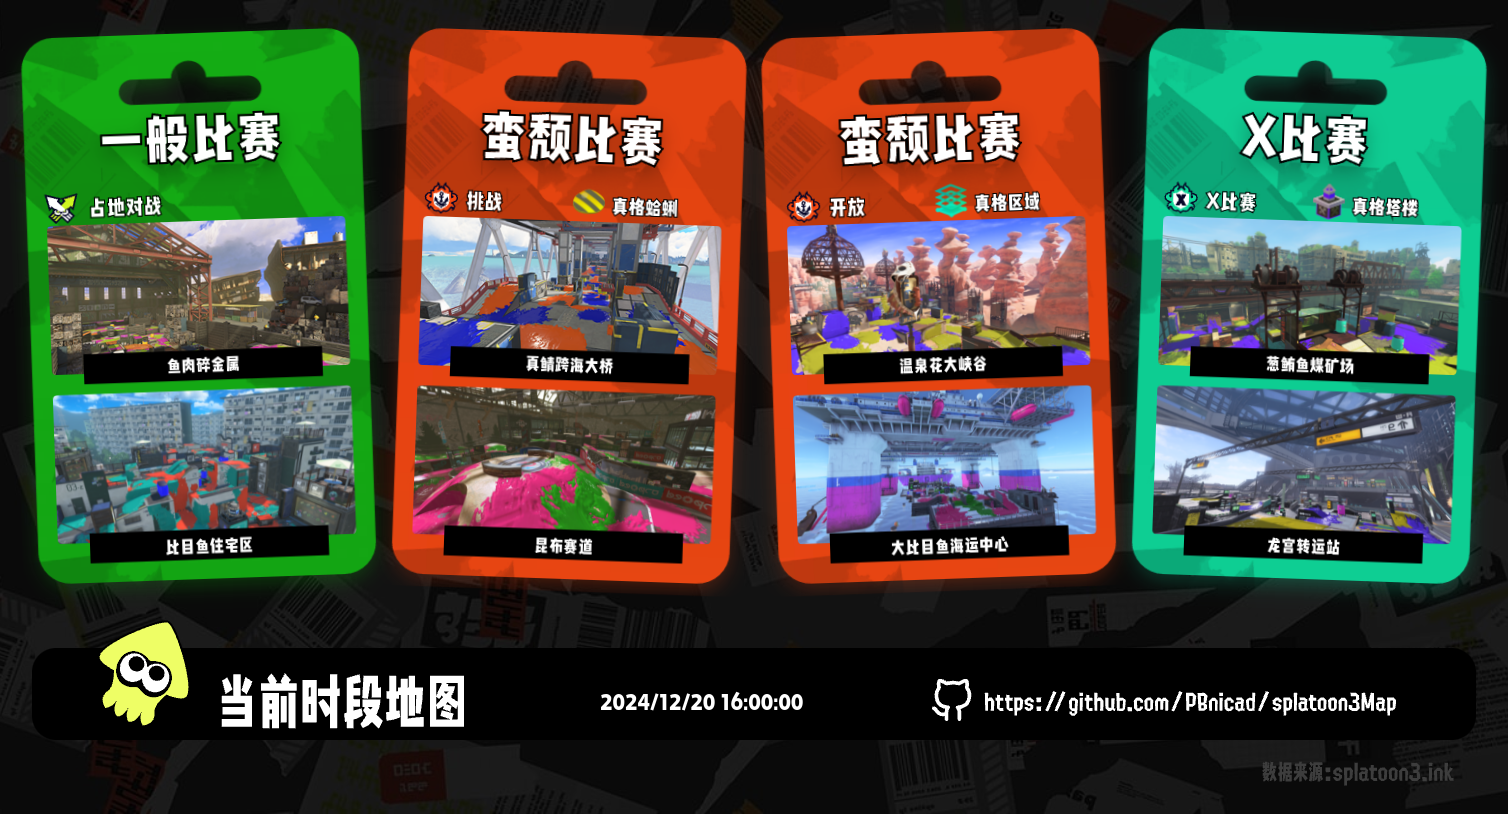 一般比赛
占地对战
鱼肉碎金属
比目鱼住宅区
蛮颓比赛
挑战
真格蛤蜊
真鲭跨海大桥
昆布赛道
蛮颓比赛
开放
真格区域
温泉花大峡谷
大比目鱼海运中心
X比赛
X比赛
真格塔楼
葱鲔鱼煤矿场
龙宫转运站
当前时段地图
2024/12/20 16:00:00
https://github.com/PBnicad/splatoon3Map
数据来源:splatoon3.ink